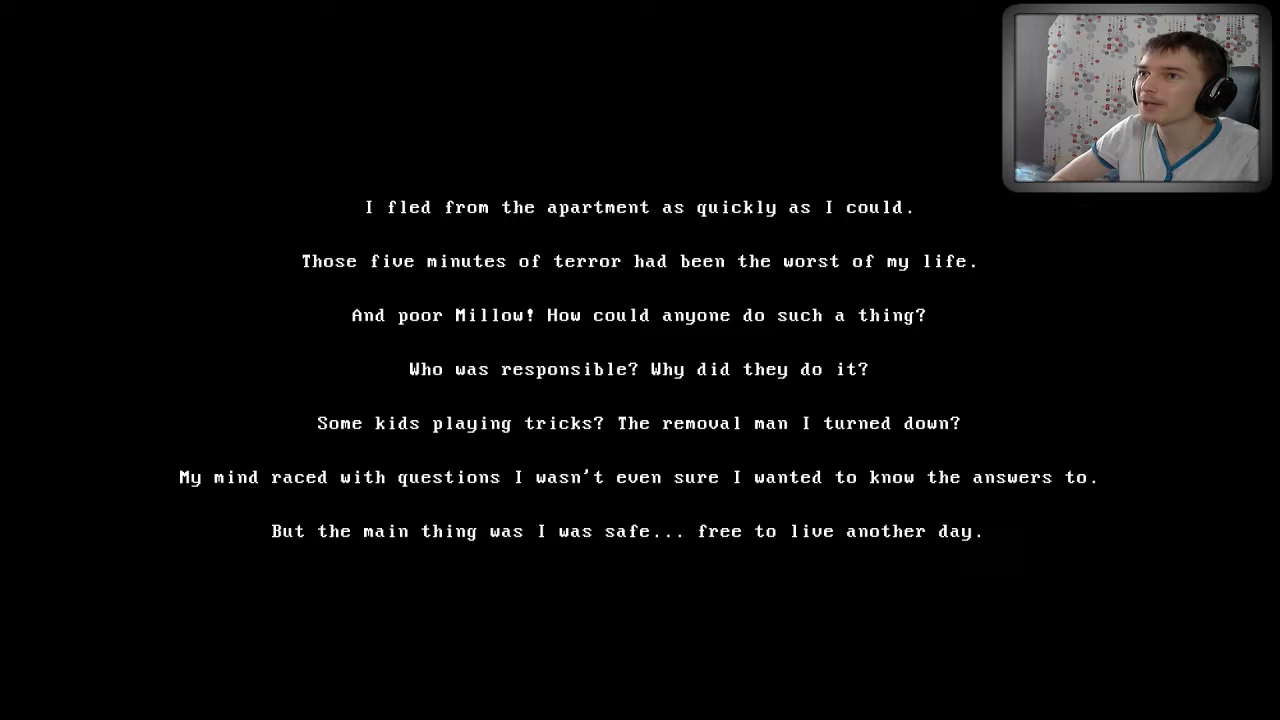 I fled from the apartment as quickly as I could.
Those five minutes of terror had been the worst of my life.
And poor Millow! How could anyone do such a thing?
Who was responsible? Why did they do it?
Some kids playing tricks? The removal man I turned down?
My mind raced with questions I wasn't even sure I wanted to know the answers to.
But the main thing was I was safe... free to live another day.